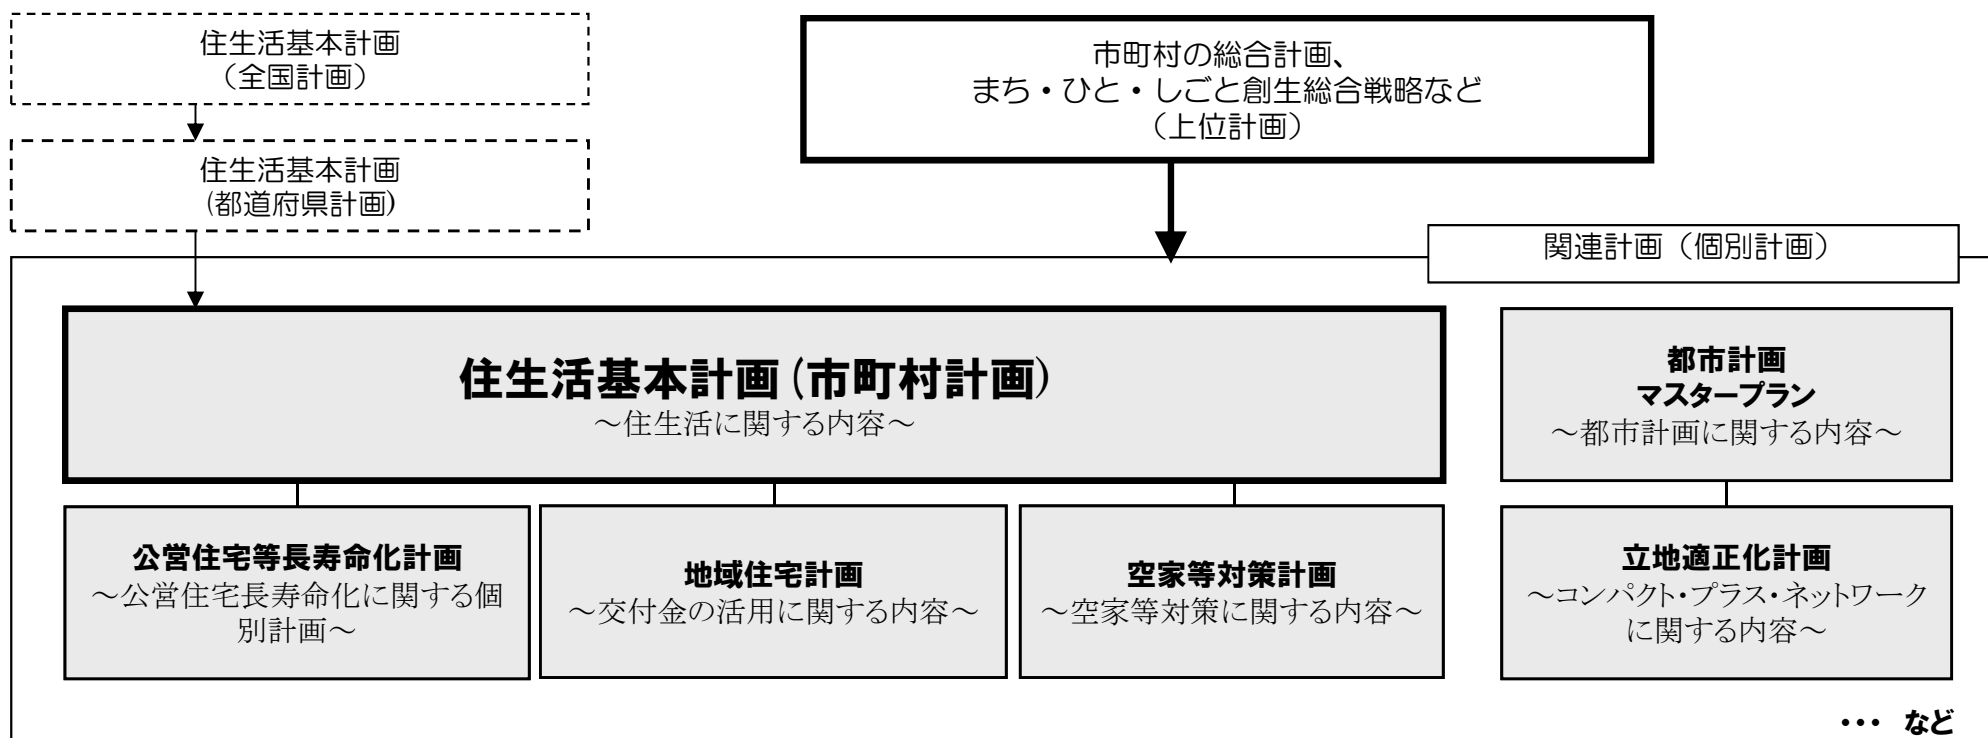 住生活基本計画
（全国計画）
住生活基本計画
(都道府県計画)
市町村の総合計画、
まち・ひと・しごと創生総合戦略など
（上位計画）
関連計画（個別計画）
住生活基本計画(市町村計画)
～住生活に関する内容～
都市計画
マスタープラン
～都市計画に関する内容～
公営住宅等長寿命化計画
～公営住宅長寿命化に関する個
別計画～
地域住宅計画
～交付金の活用に関する内容～
空家等対策計画
～空家等対策に関する内容～
立地適正化計画
～コンパクト・プラス・ネットワーク
に関する内容～
… など